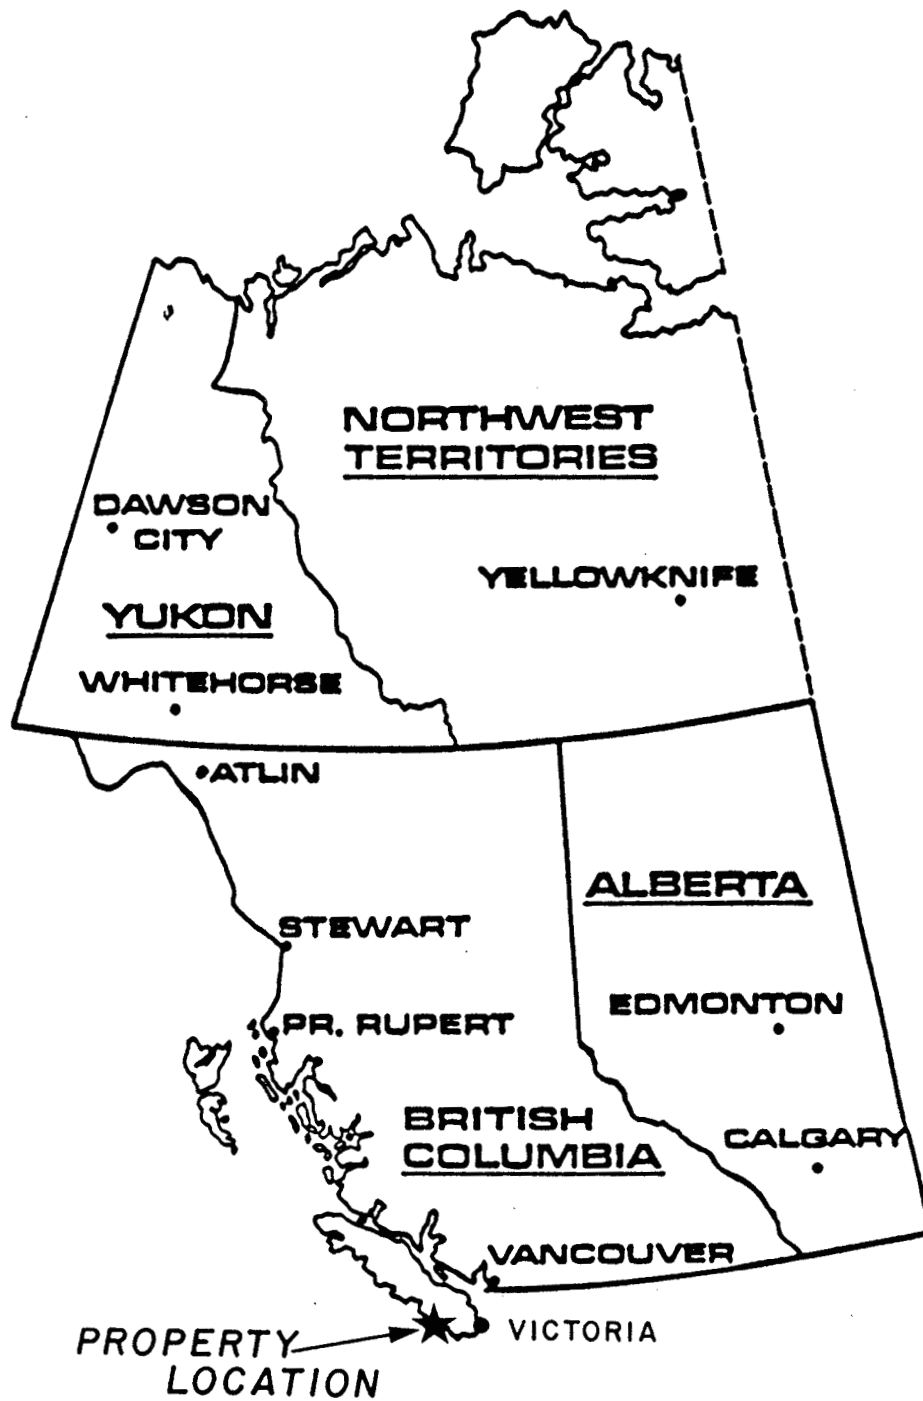 NORTHWEST
TERRITORIES
DAWSON
CITY
YELLOWKNIFE
YUKON
WHITEHORSE
ATLIN
ALBERTA
STEWART
EDMONTON
PR. RUPERT
BRITISH
COLUMBIA
CALGARY
VANCOUVER
VICTORIA
PROPERTY
LOCATION